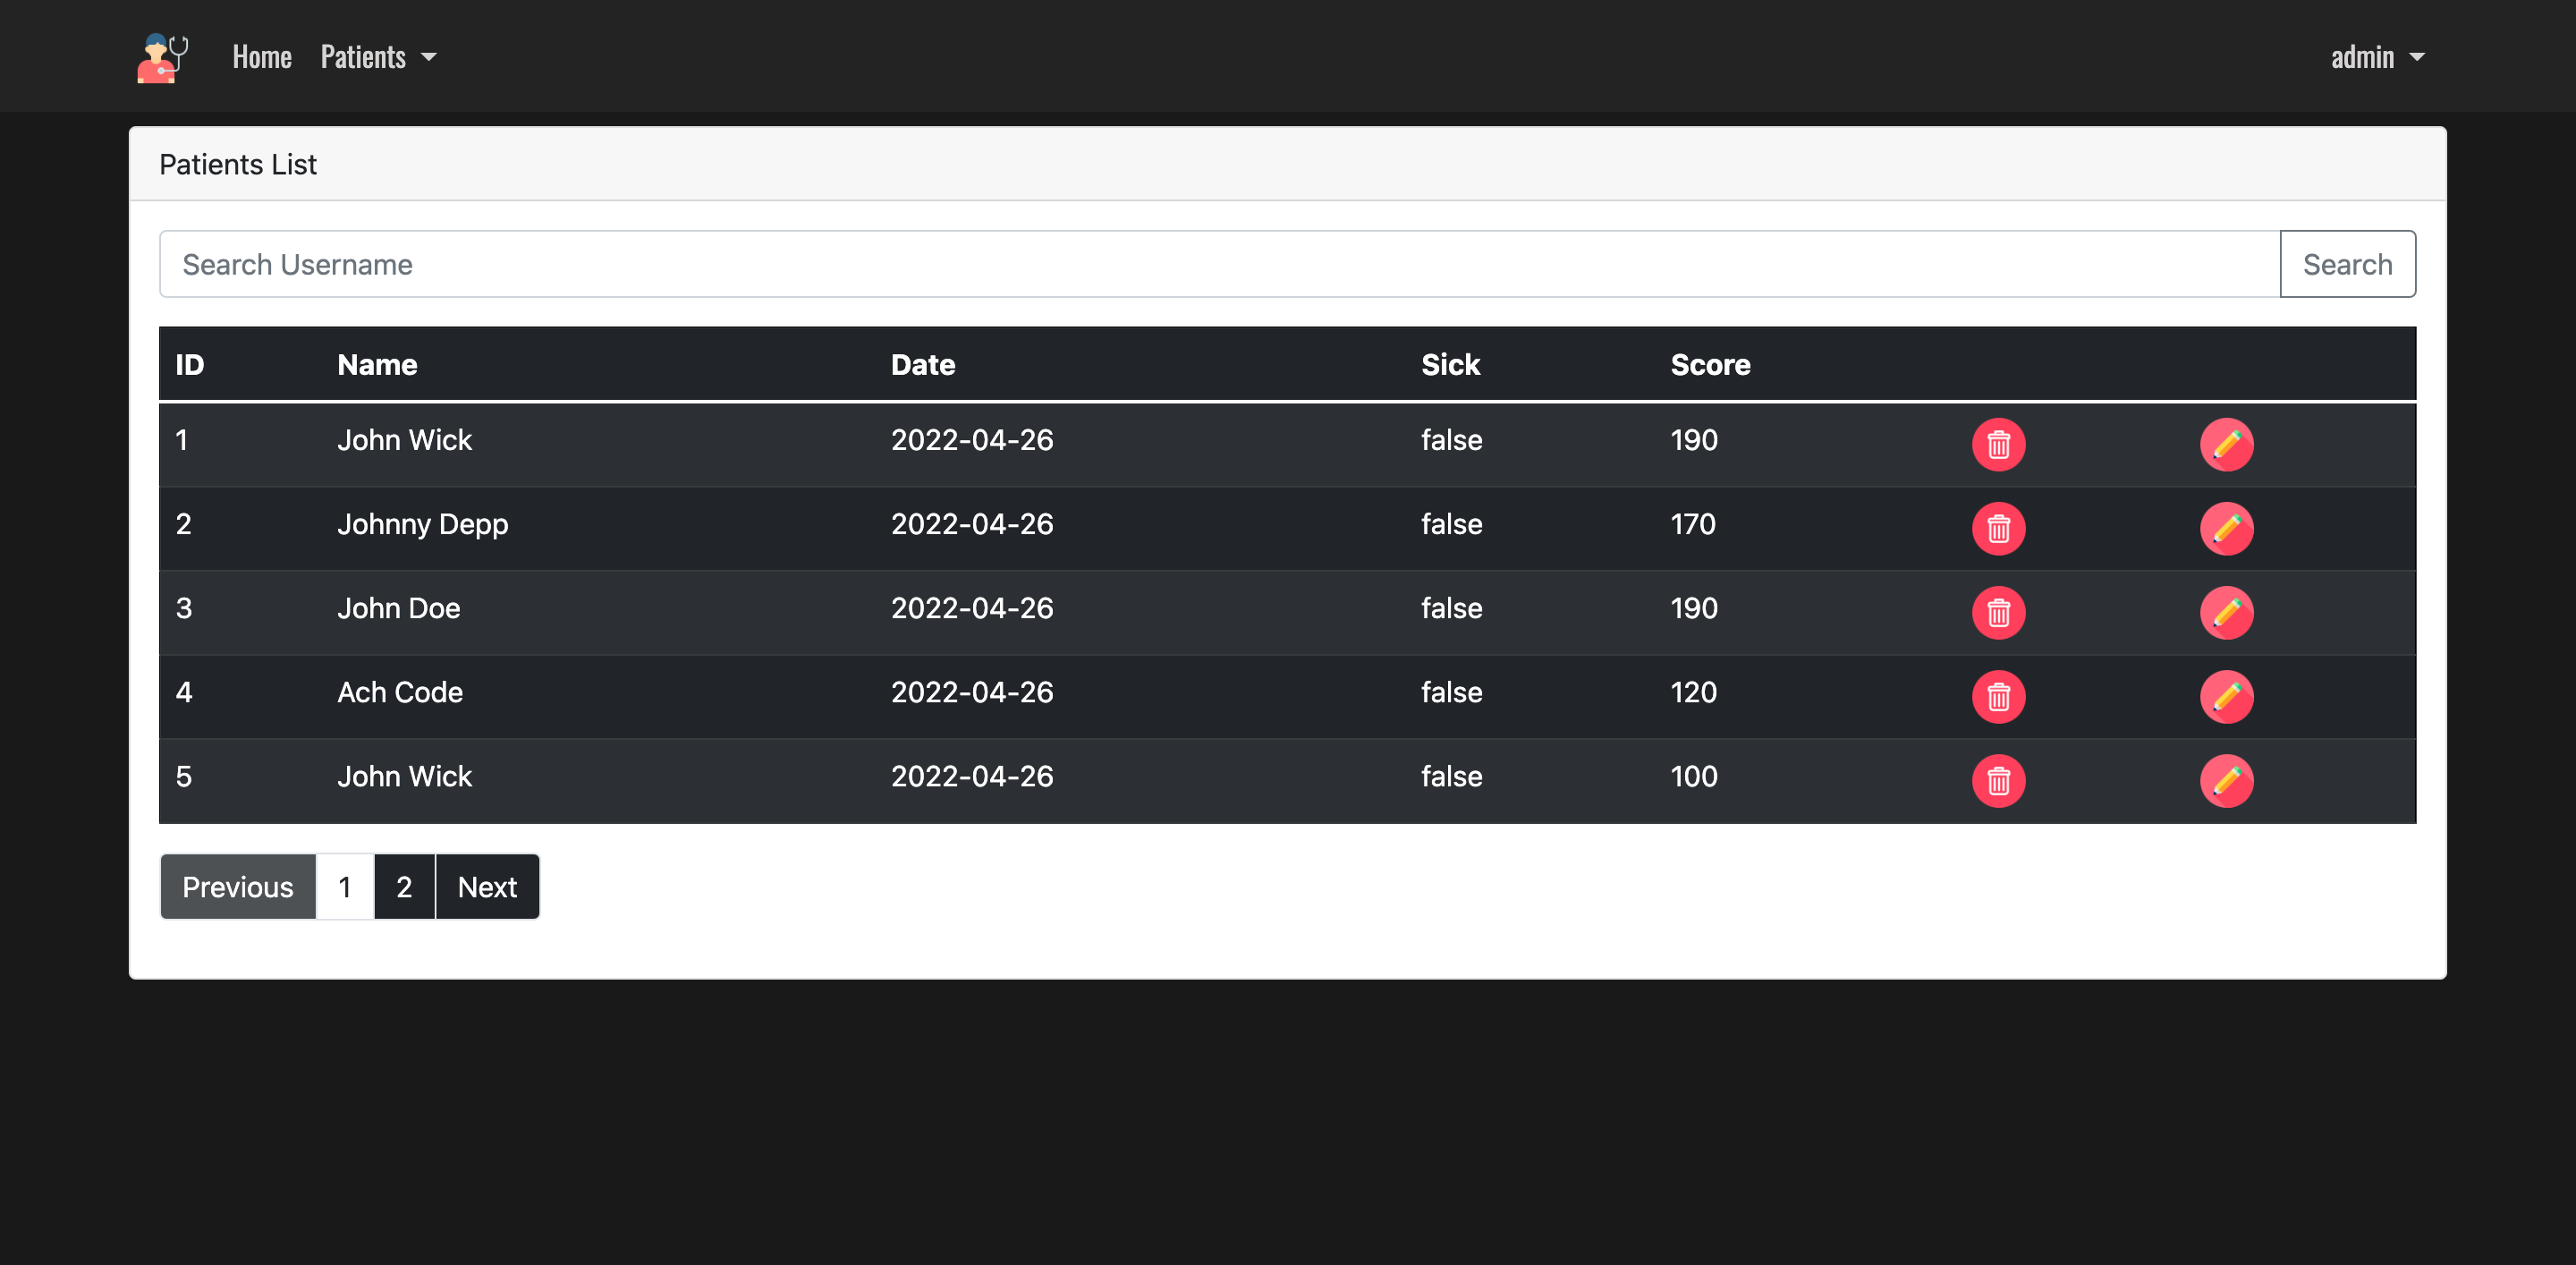 Home Patients admin
Patients List
Search Username Search
ID Name Date Sick Score
1 John Wick 2022-04-26 false 190
2 Johnny Depp 2022-04-26 false 170
3 John Doe 2022-04-26 false 190
4 Ach Code 2022-04-26 false 120
5 John Wick 2022-04-26 false 100
Previous 1 2 Next